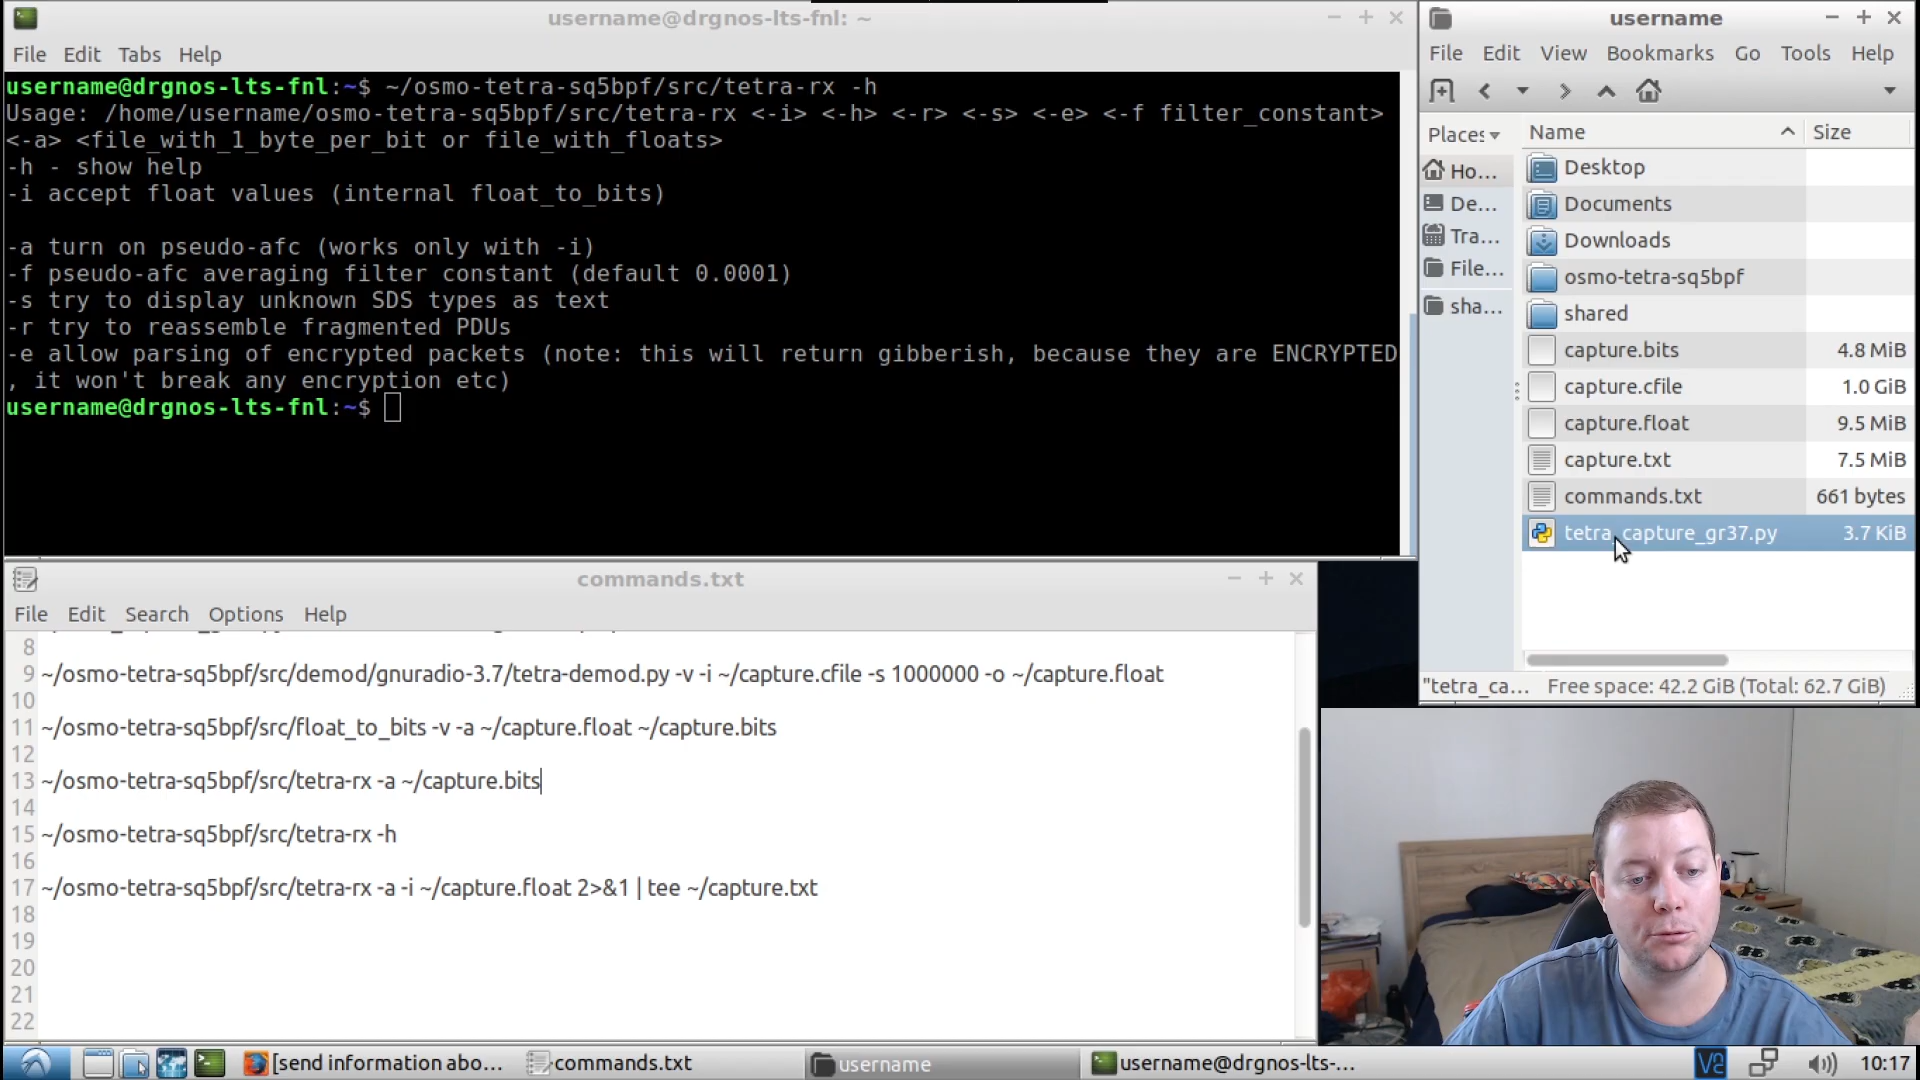 username@drgnos-lts-fnl: ~
File Edit Tabs Help
username@drgnos-lts-fnl:~$ ~/osmo-tetra-sq5bpf/src/tetra-rx -h
Usage: /home/username/osmo-tetra-sq5bpf/src/tetra-rx <-i> <-h> <-r> <-s> <-e> <-f filter_constant>
<-a> <file_with_1_byte_per_bit or file_with_floats>
-h - show help
-i accept float values (internal float_to_bits)
-a turn on pseudo-afc (works only with -i)
-f pseudo-afc averaging filter constant (default 0.0001)
-s try to display unknown SDS types as text
-r try to reassemble fragmented PDUs
-e allow parsing of encrypted packets (note: this will return gibberish, because they are ENCRYPTED
, it won't break any encryption etc)
username@drgnos-lts-fnl:~$
commands.txt
File Edit Search Options Help
8
9 ~/osmo-tetra-sq5bpf/src/demod/gnuradio-3.7/tetra-demod.py -v -i ~/capture.cfile -s 1000000 -o ~/capture.float
10
11 ~/osmo-tetra-sq5bpf/src/float_to_bits -v -a ~/capture.float ~/capture.bits
12
13 ~/osmo-tetra-sq5bpf/src/tetra-rx -a ~/capture.bits
14
15 ~/osmo-tetra-sq5bpf/src/tetra-rx -h
16
17 ~/osmo-tetra-sq5bpf/src/tetra-rx -a -i ~/capture.float 2>&1 | tee ~/capture.txt
18
19
20
21
22
username
File Edit View Bookmarks Go Tools Help
Places
Ho...
De...
Tra...
File...
sha...
Name Size
Desktop
Documents
Downloads
osmo-tetra-sq5bpf
shared
capture.bits 4.8 MiB
capture.cfile 1.0 GiB
capture.float 9.5 MiB
capture.txt 7.5 MiB
commands.txt 661 bytes
tetra_capture_gr37.py 3.7 KiB
"tetra_ca... Free space: 42.2 GiB (Total: 62.7 GiB)
[send information abo... commands.txt username username@drgnos-lts-... 10:17